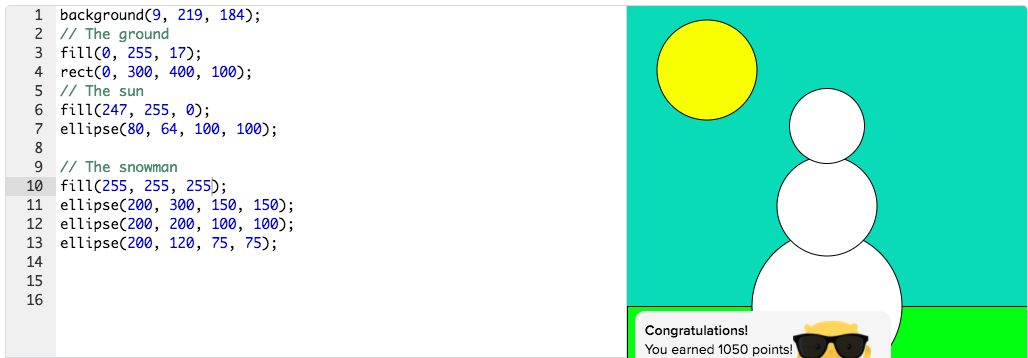 1 background(9, 219, 184);
2 // The ground
3 fill(0, 255, 17);
4 rect(0, 300, 400, 100);
5 // The sun
6 fill(247, 255, 0);
7 ellipse(80, 64, 100, 100);
8
9 // The snowman
10 fill(255, 255, 255);
11 ellipse(200, 300, 150, 150);
12 ellipse(200, 200, 100, 100);
13 ellipse(200, 120, 75, 75);
14
15
16
Congratulations!
You earned 1050 points!